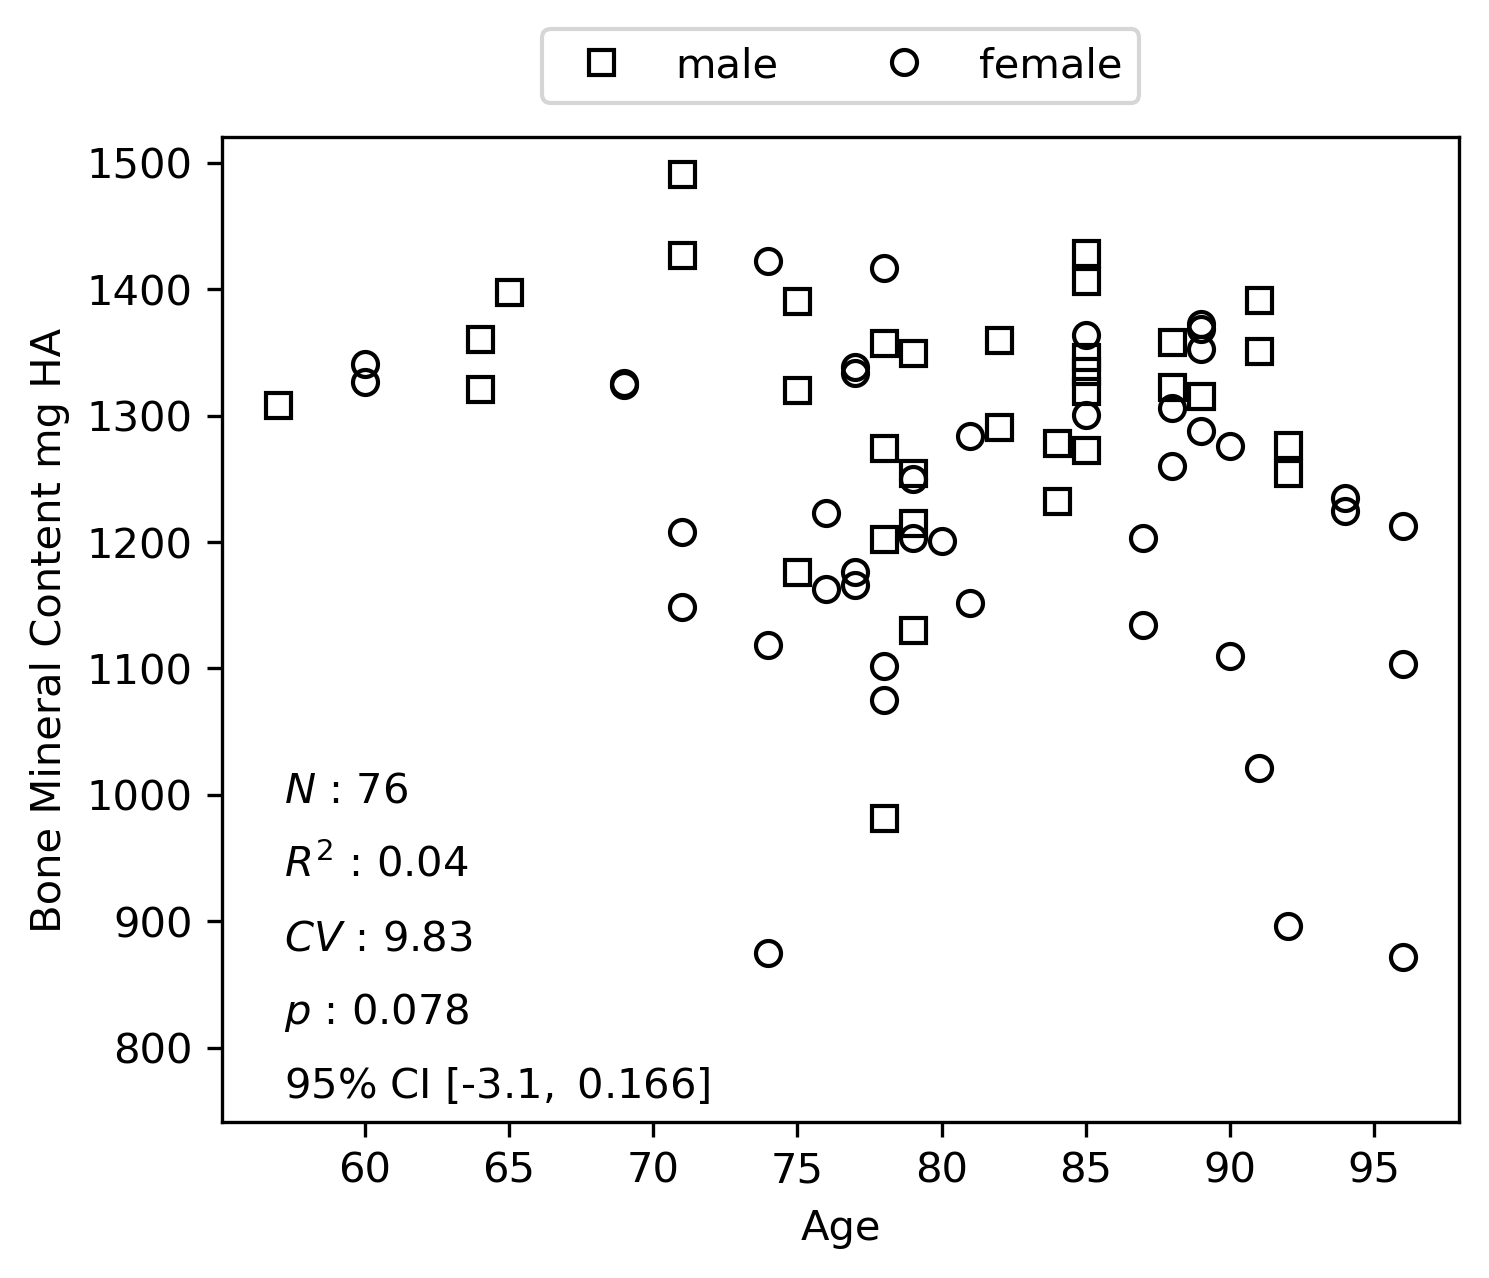 male female
1500
1400
1300
1200
1100
1000
900
800
Bone Mineral Content mg HA
N : 76
R² : 0.04
CV : 9.83
p : 0.078
95% CI [-3.1, 0.166]
60 65 70 75 80 85 90 95
Age